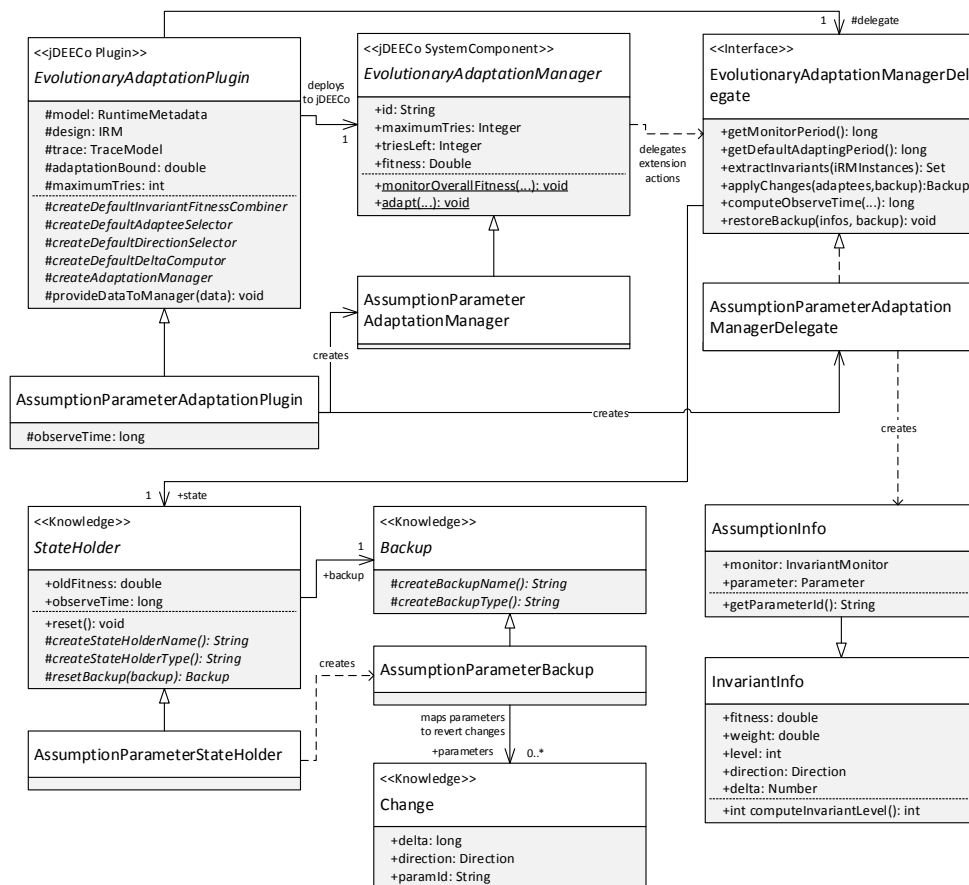 1
#delegate
<<jDEECo Plugin>>
EvolutionaryAdaptationPlugin
#model: RuntimeMetadata
#design: IRM
#trace: TraceModel
#adaptationBound: double
#maximumTries: int
#createDefaultInvariantFitnessCombiner
#createDefaultAdapteeSelector
#createDefaultDirectionSelector
#createDefaultDeltaComputor
#createAdaptationManager
#provideDataToManager(data): void
deploys
to jDEECo
1
<<jDEECo SystemComponent>>
EvolutionaryAdaptationManager
+id: String
+maximumTries: Integer
+triesLeft: Integer
+fitness: Double
+monitorOverallFitness(...): void
+adapt(...): void
delegates
extension
actions
<<Interface>>
EvolutionaryAdaptationManagerDel
egate
+getMonitorPeriod(): long
+getDefaultAdaptingPeriod(): long
+extractInvariants(iRMInstances): Set
+applyChanges(adaptees,backup):Backup
+computeObserveTime(...): long
+restoreBackup(infos, backup): void
AssumptionParameter
AdaptationManager
creates
AssumptionParameterAdaptation
ManagerDelegate
AssumptionParameterAdaptationPlugin
#observeTime: long
creates
creates
1
+state
<<Knowledge>>
StateHolder
+oldFitness: double
+observeTime: long
+reset(): void
#createStateHolderName(): String
#createStateHolderType(): String
#resetBackup(backup): Backup
1
+backup
<<Knowledge>>
Backup
#createBackupName(): String
#createBackupType(): String
AssumptionInfo
+monitor: InvariantMonitor
+parameter: Parameter
+getParameterId(): String
creates
AssumptionParameterBackup
AssumptionParameterStateHolder
maps parameters
to revert changes
+parameters
0..*
InvariantInfo
+fitness: double
+weight: double
+level: int
+direction: Direction
+delta: Number
+int computeInvariantLevel(): int
<<Knowledge>>
Change
+delta: long
+direction: Direction
+paramId: String